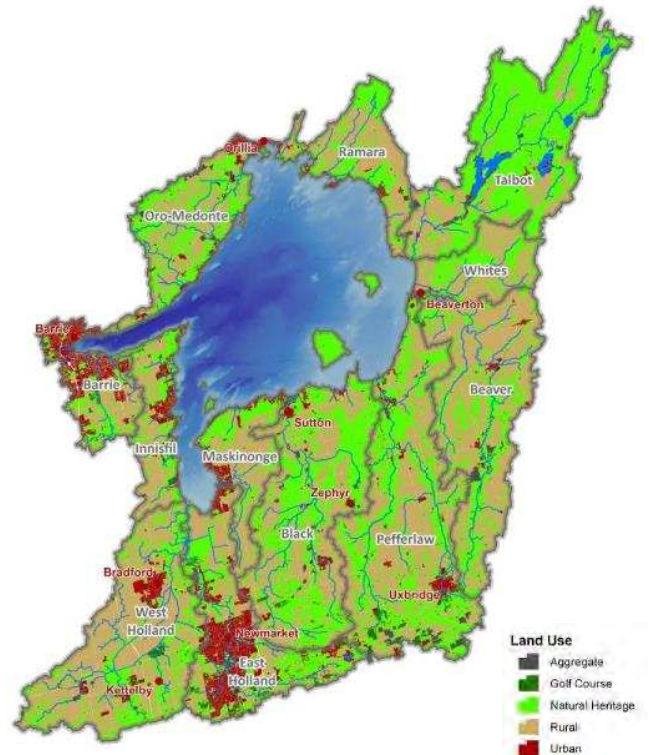 Orillia
Ramara
Talbot
Oro-Medonte
Whites
Beaverton
Barrie
Barrie
Beaver
Innisfil
Sutton
Maskinonge
Zephyr
Black
Pefferlaw
Bradford
Uxbridge
West
Holland
Newmarket
East
Holland
Kettelby
Land Use
Aggregate
Golf Course
Natural Heritage
Rural
Urban